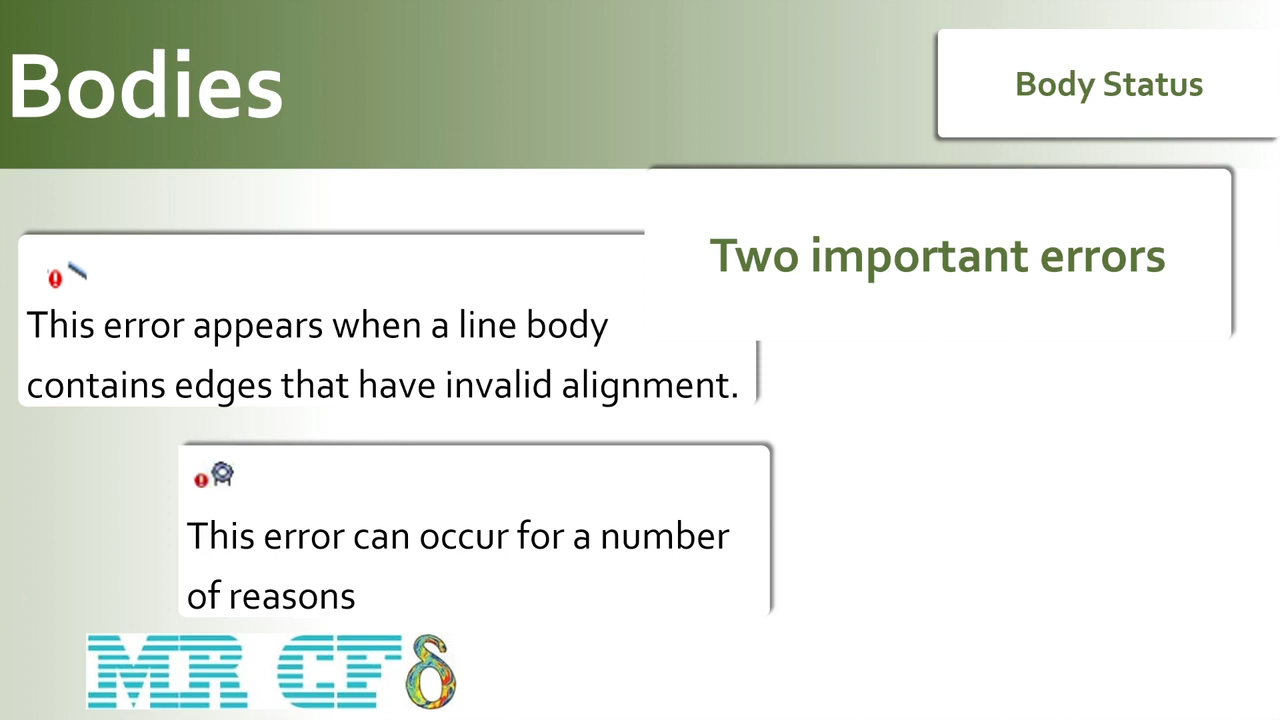 Bodies
Body Status
Two important errors
This error appears when a line body
contains edges that have invalid alignment.
This error can occur for a number
of reasons
MR CFδ